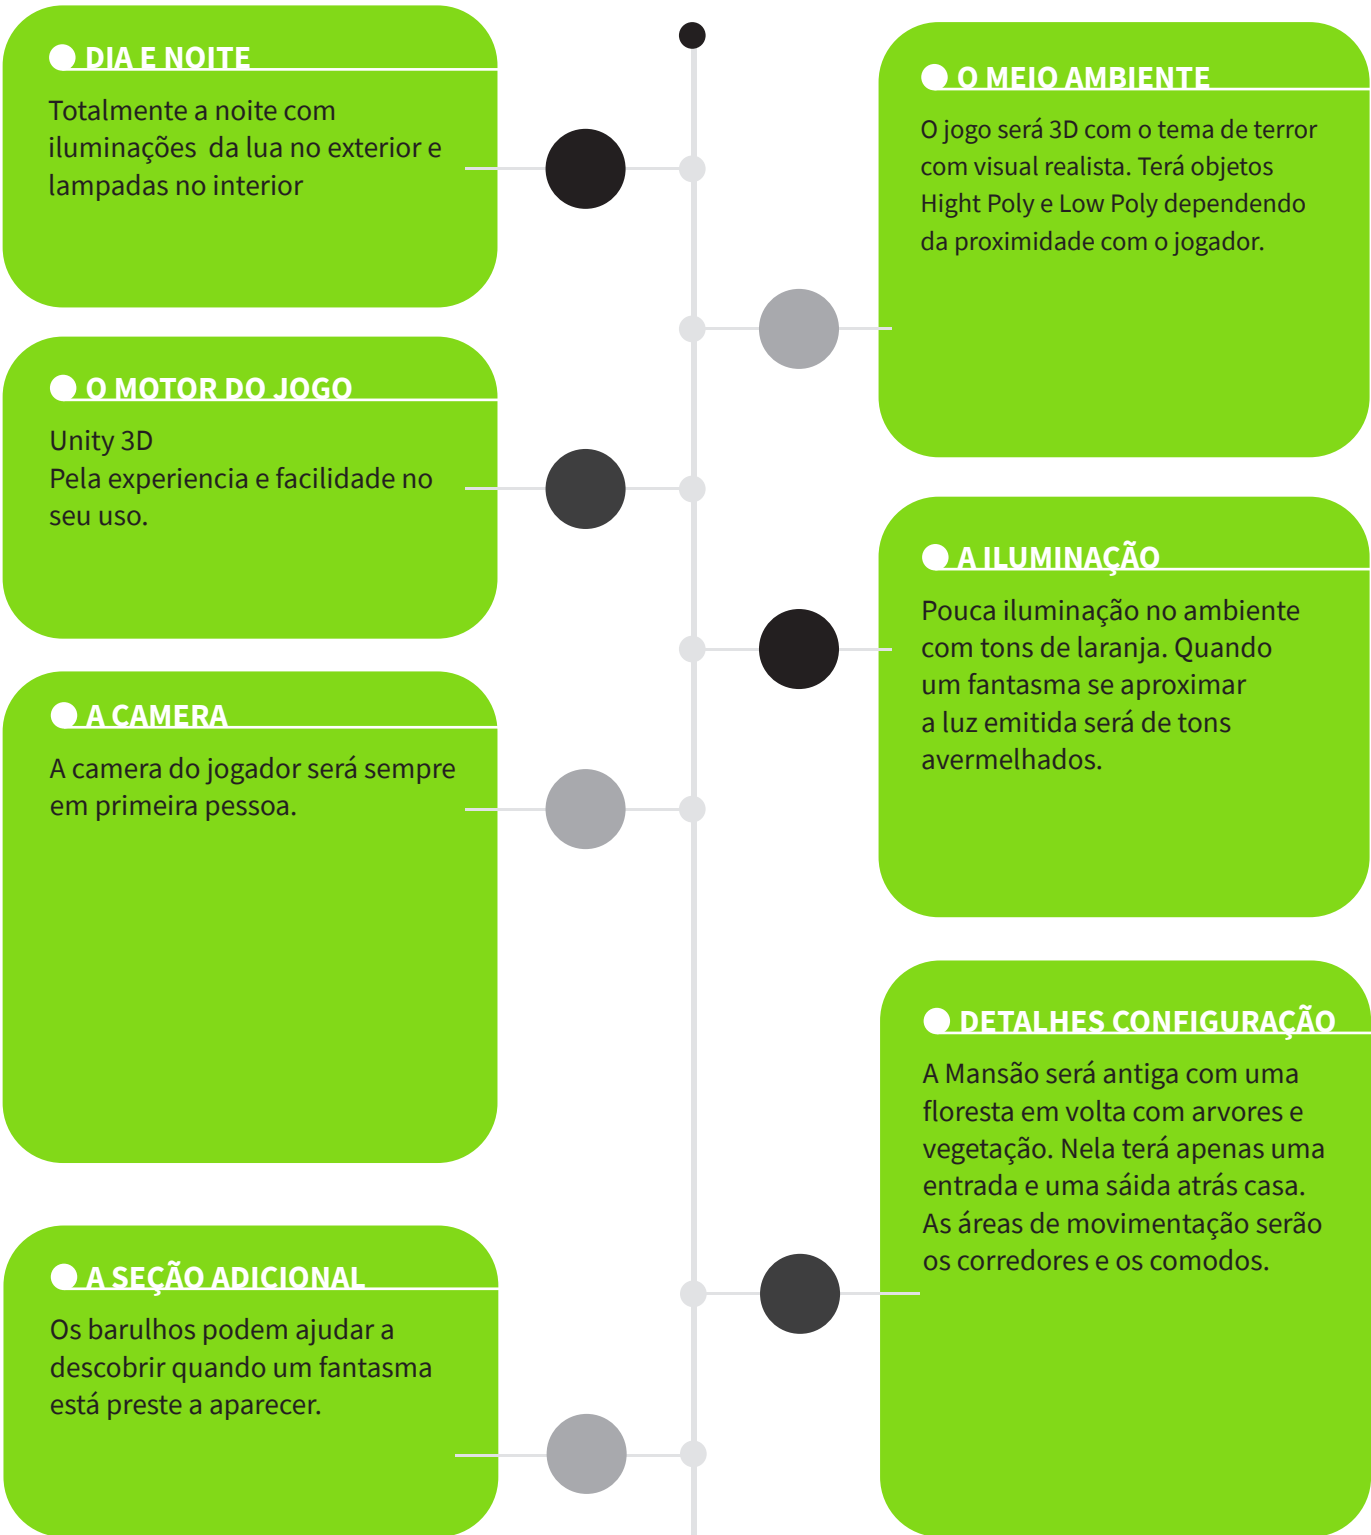 DIA E NOITE
Totalmente a noite com
iluminações  da lua no exterior e
lampadas no interior
O MEIO AMBIENTE
O jogo será 3D com o tema de terror
com visual realista. Terá objetos
Hight Poly e Low Poly dependendo
da proximidade com o jogador.
O MOTOR DO JOGO
Unity 3D
Pela experiencia e facilidade no
seu uso.
A ILUMINAÇÃO
Pouca iluminação no ambiente
com tons de laranja. Quando
um fantasma se aproximar
a luz emitida será de tons
avermelhados.
A CAMERA
A camera do jogador será sempre
em primeira pessoa.
DETALHES CONFIGURAÇÃO
A Mansão será antiga com uma
floresta em volta com arvores e
vegetação. Nela terá apenas uma
entrada e uma sáida atrás casa.
As áreas de movimentação serão
os corredores e os comodos.
A SEÇÃO ADICIONAL
Os barulhos podem ajudar a
descobrir quando um fantasma
está preste a aparecer.